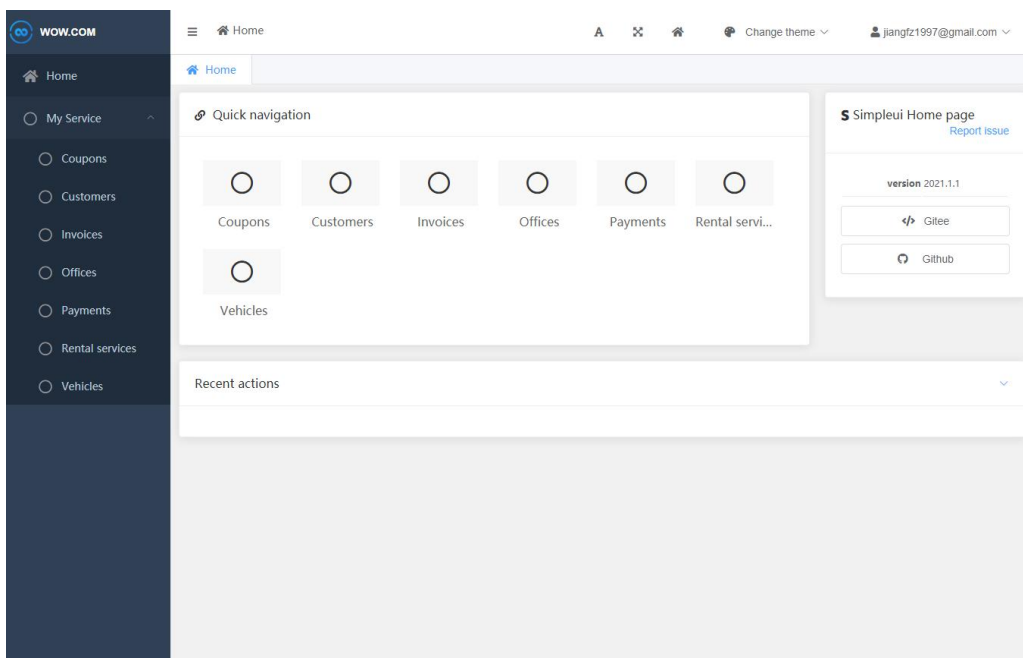 WOW.COM
Home
A
Change theme
jiangfz1997@gmail.com
Home
Home
My Service
Coupons
Customers
Invoices
Offices
Payments
Rental services
Vehicles
Quick navigation
Coupons Customers Invoices Offices Payments Rental servi...
Vehicles
S Simpleui Home page
Report issue
version 2021.1.1
Gitee
Github
Recent actions